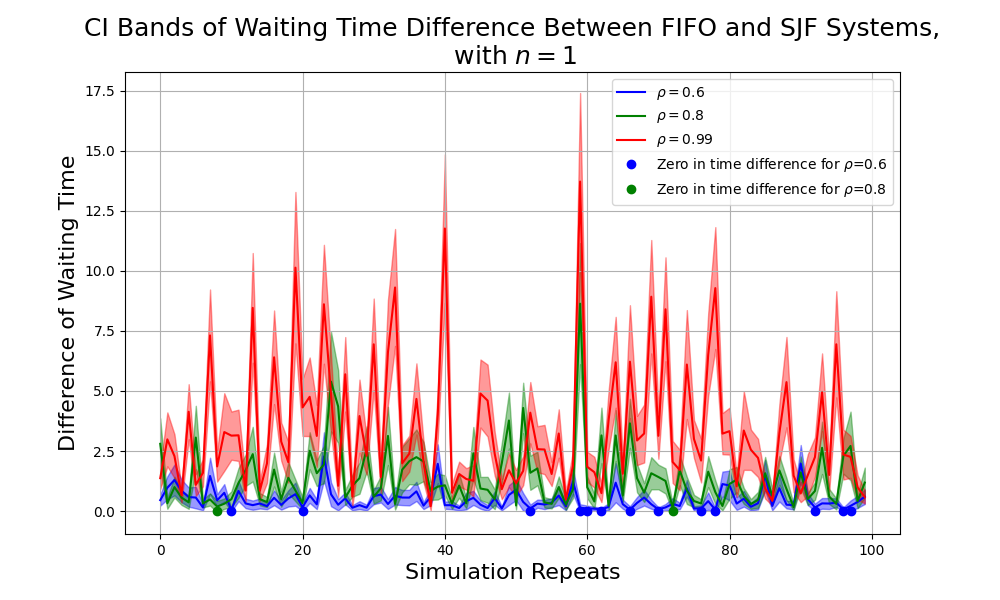 CI Bands of Waiting Time Difference Between FIFO and SJF Systems,
with n = 1
Difference of Waiting Time
17.5
15.0
12.5
10.0
7.5
5.0
2.5
0.0
ρ = 0.6
ρ = 0.8
ρ = 0.99
Zero in time difference for ρ=0.6
Zero in time difference for ρ=0.8
0
20
40
60
80
100
Simulation Repeats